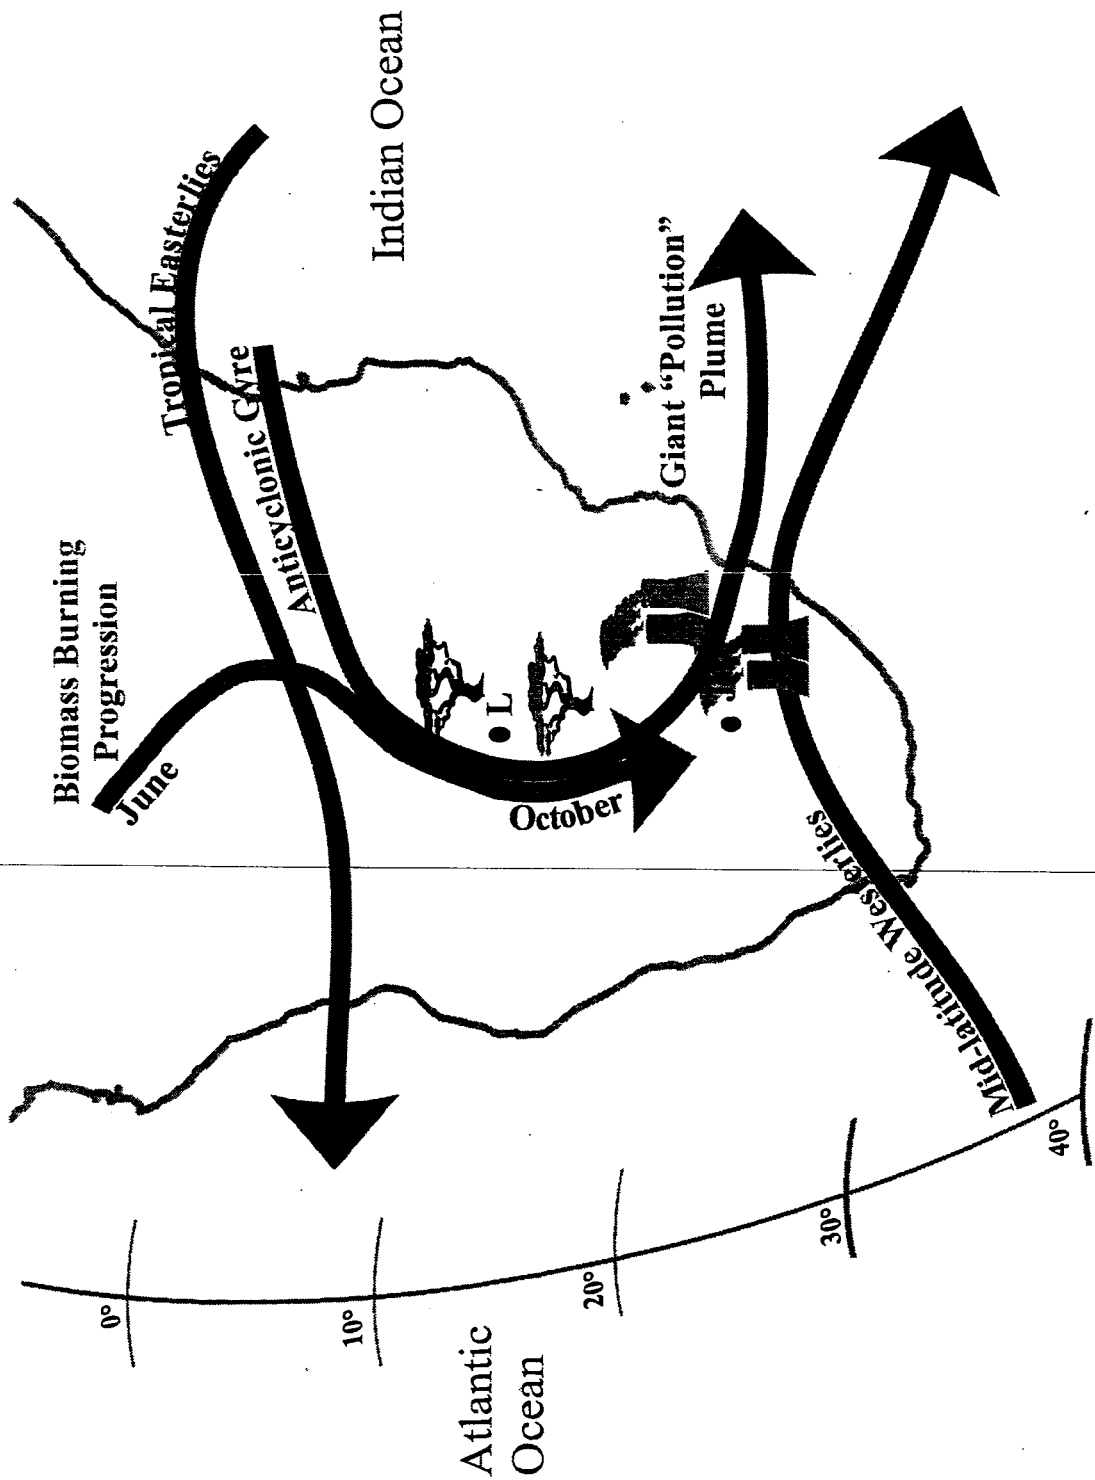 Biomass Burning
Progression
June
Tropical Easterlies
Anticyclonic Gyre
Indian Ocean
L
October
Giant “Pollution”
Plume
J
Mid-latitude Westerlies
Atlantic
Ocean
0°
10°
20°
30°
40°